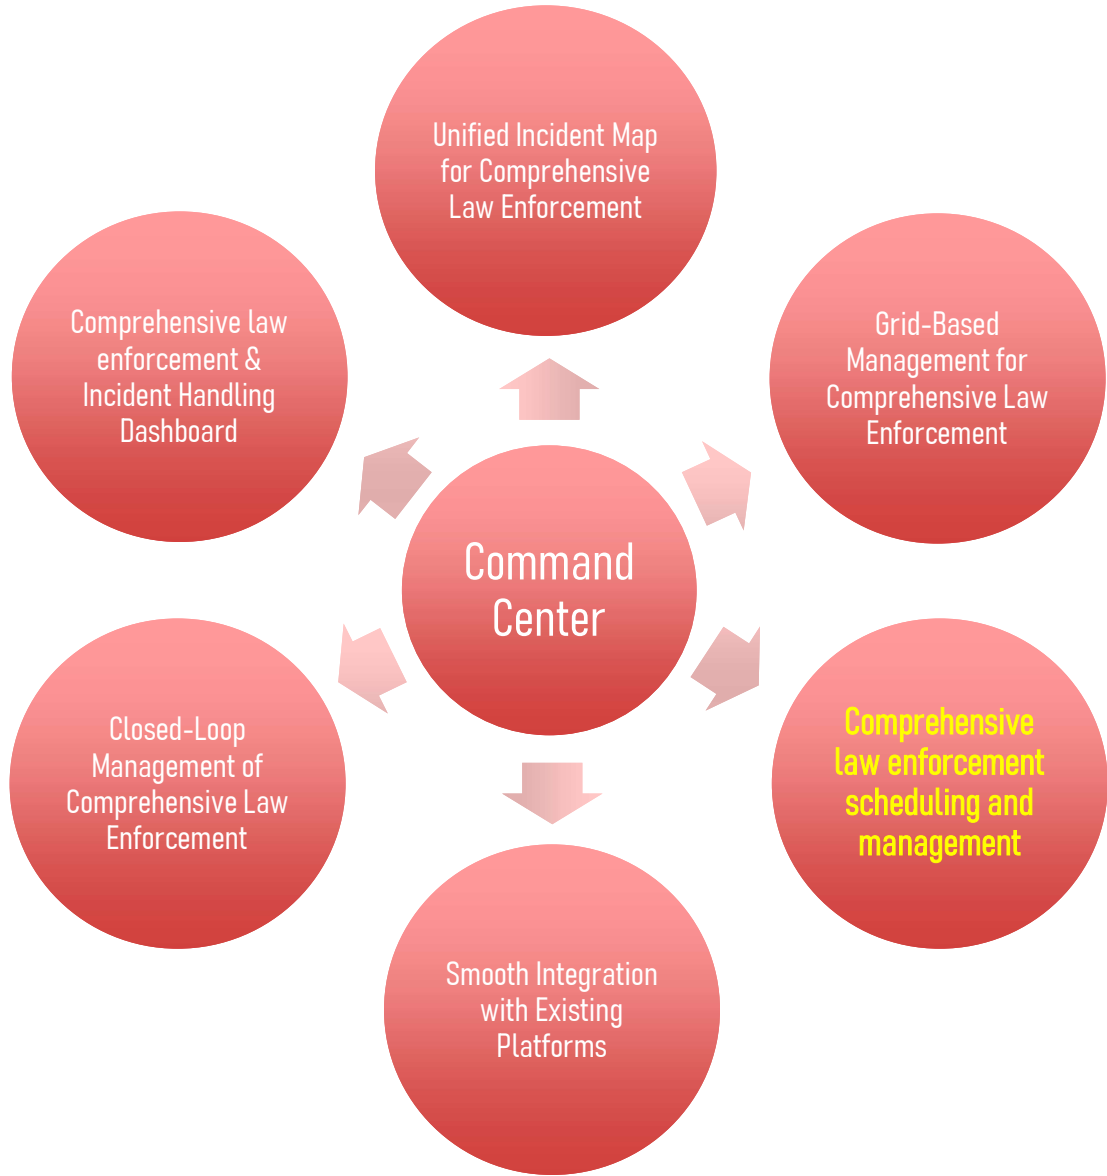 Unified Incident Map
for Comprehensive
Law Enforcement
Comprehensive law
enforcement &
Incident Handling
Dashboard
Grid-Based
Management for
Comprehensive Law
Enforcement
Command
Center
Closed-Loop
Management of
Comprehensive Law
Enforcement
Comprehensive
law enforcement
scheduling and
management
Smooth Integration
with Existing
Platforms